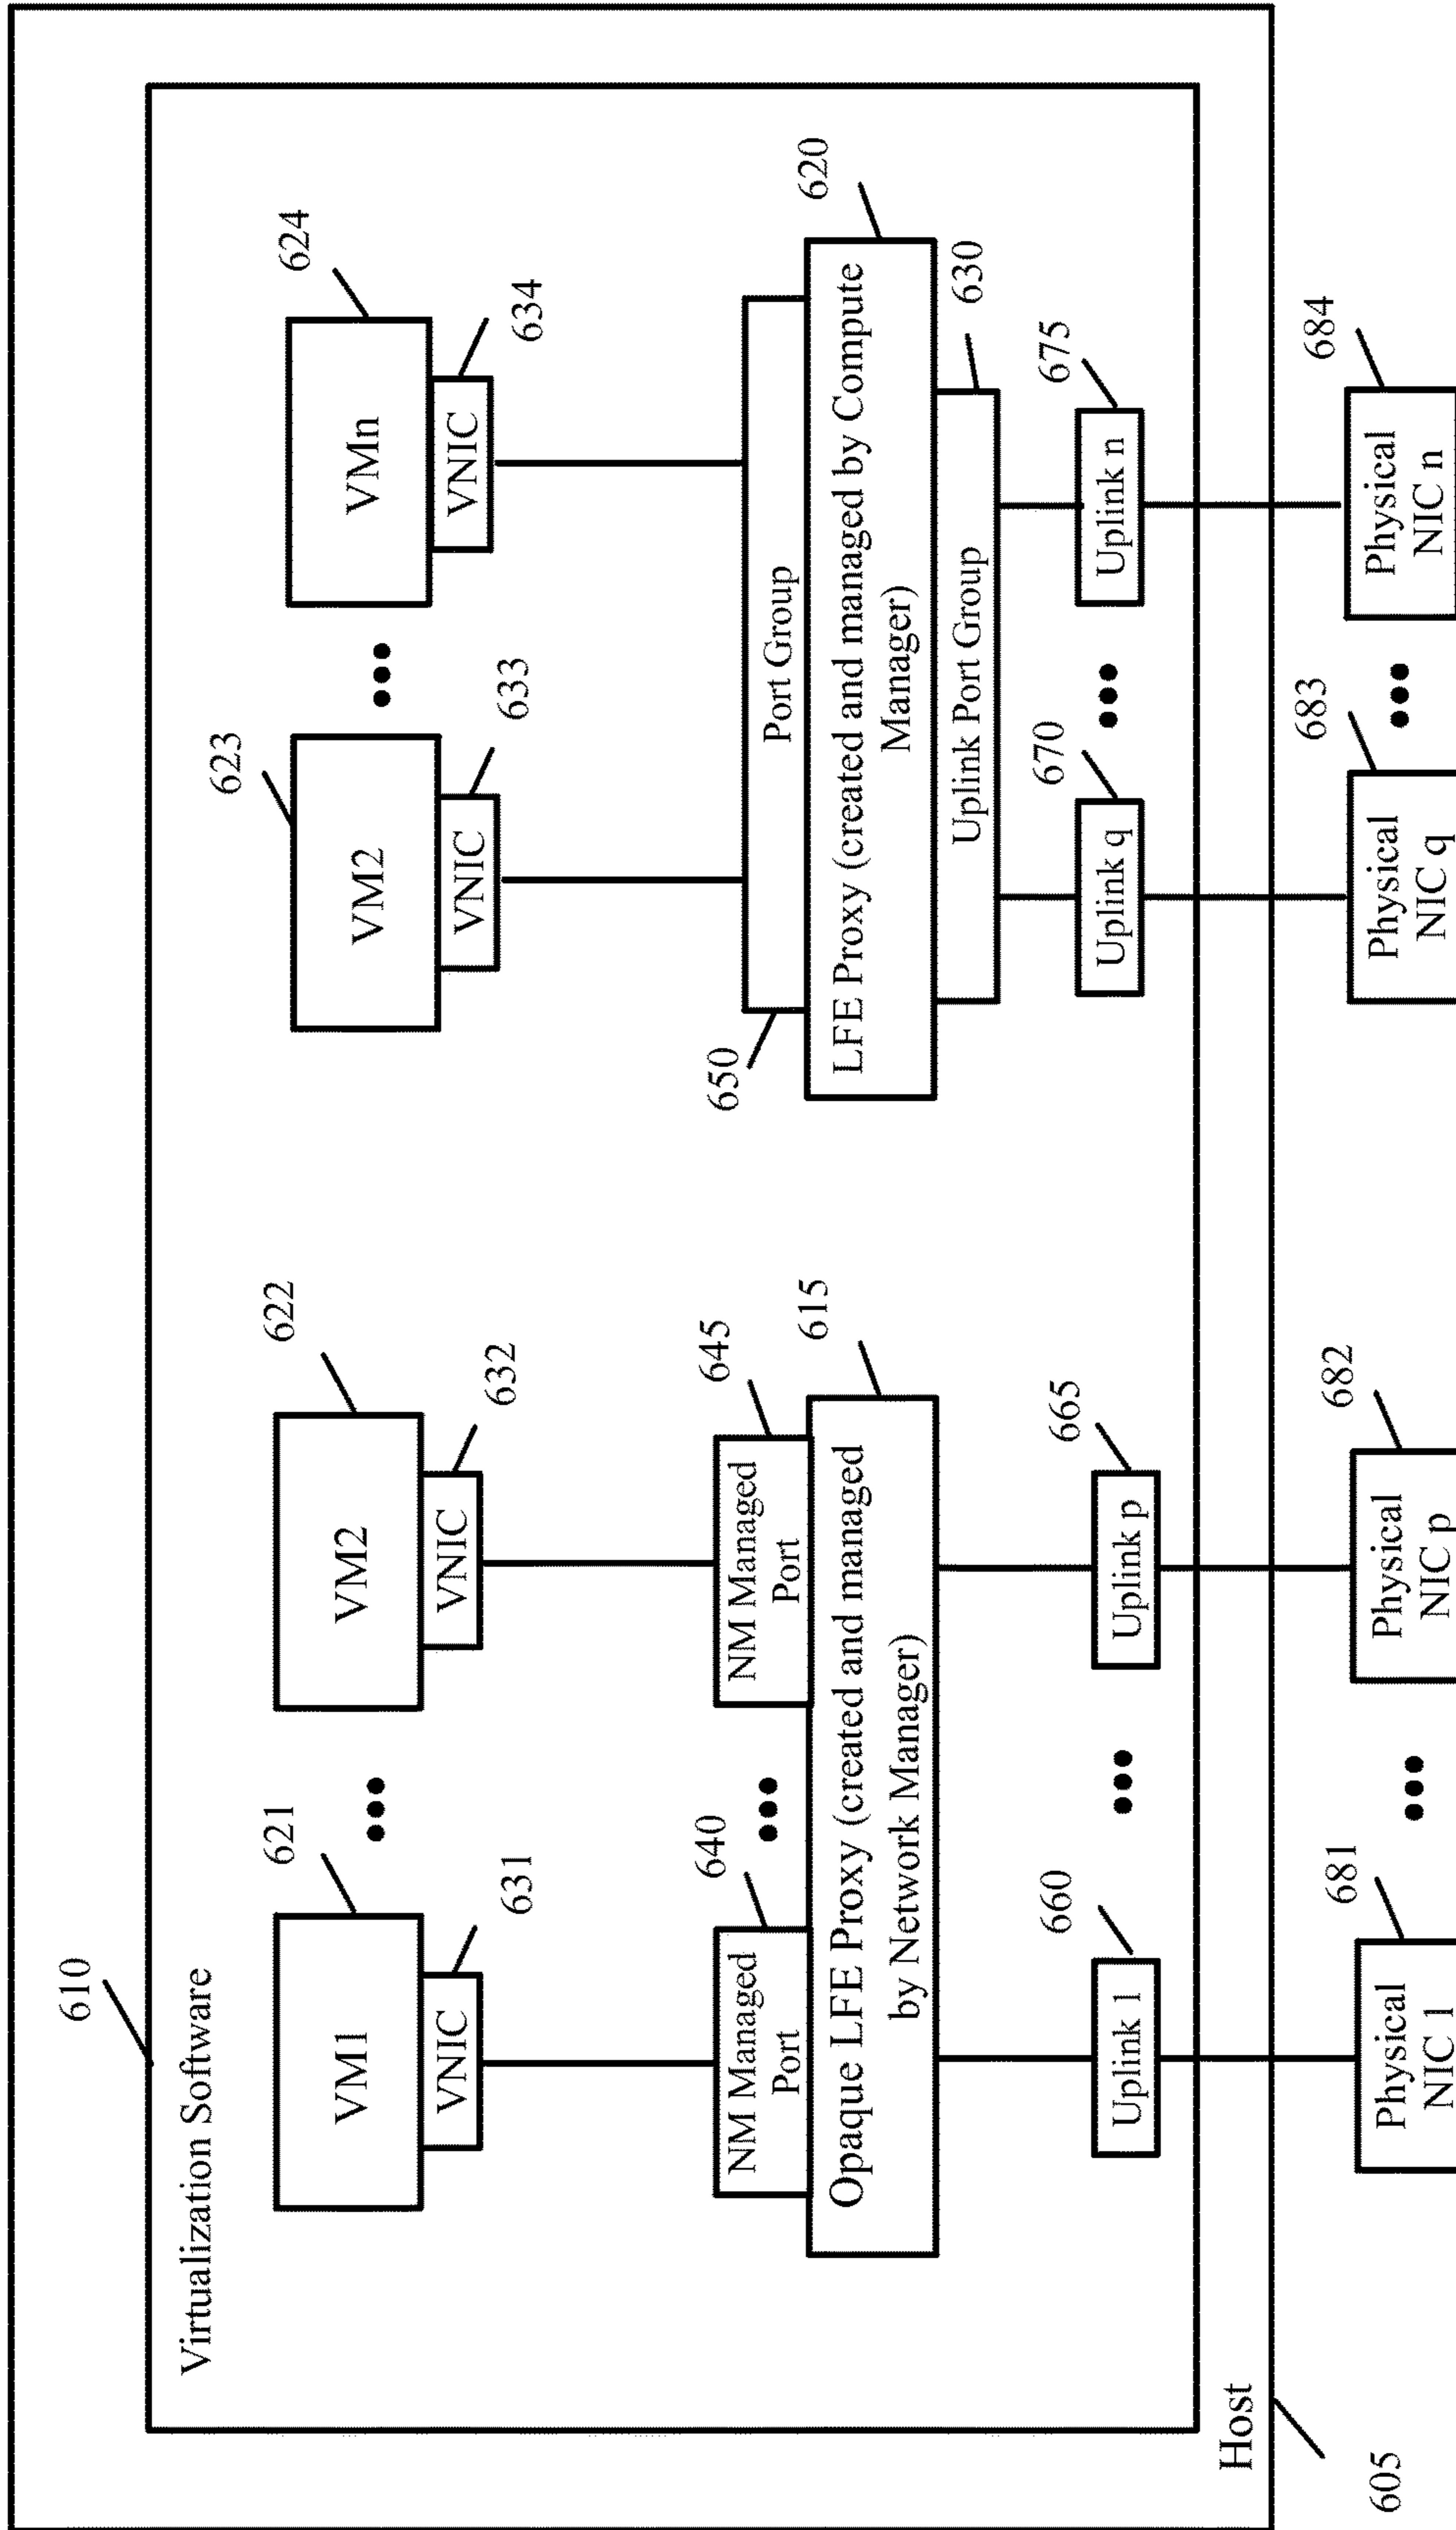 610
Virtualization Software
621
622
623
624
VM1
VM2
VM2
VMn
631
632
633
634
VNIC
VNIC
VNIC
VNIC
640
645
650
620
NM Managed
Port
NM Managed
Port
615
Port Group
Opaque LFE Proxy (created and managed
by Network Manager)
LFE Proxy (created and managed by Compute
Manager)
630
Uplink Port Group
660
665
670
675
Uplink 1
Uplink p
Uplink q
Uplink n
Host
605
681
682
683
684
Physical
NIC 1
Physical
NIC p
Physical
NIC q
Physical
NIC n